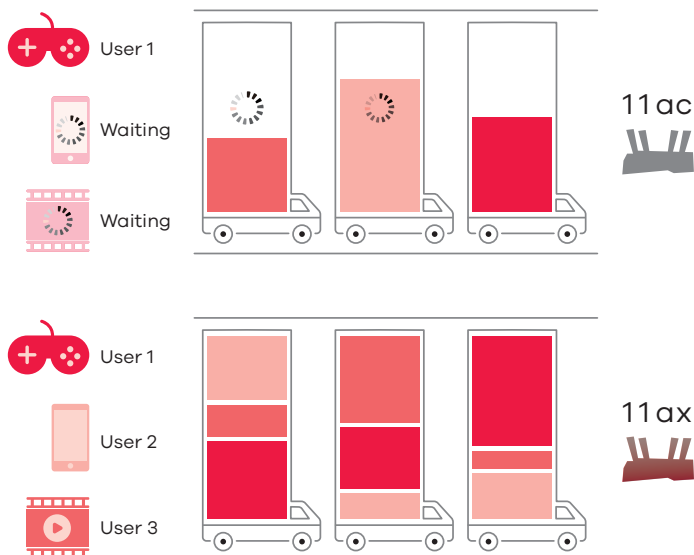 User 1
Waiting
Waiting
11ac
User 1
User 2
User 3
11ax